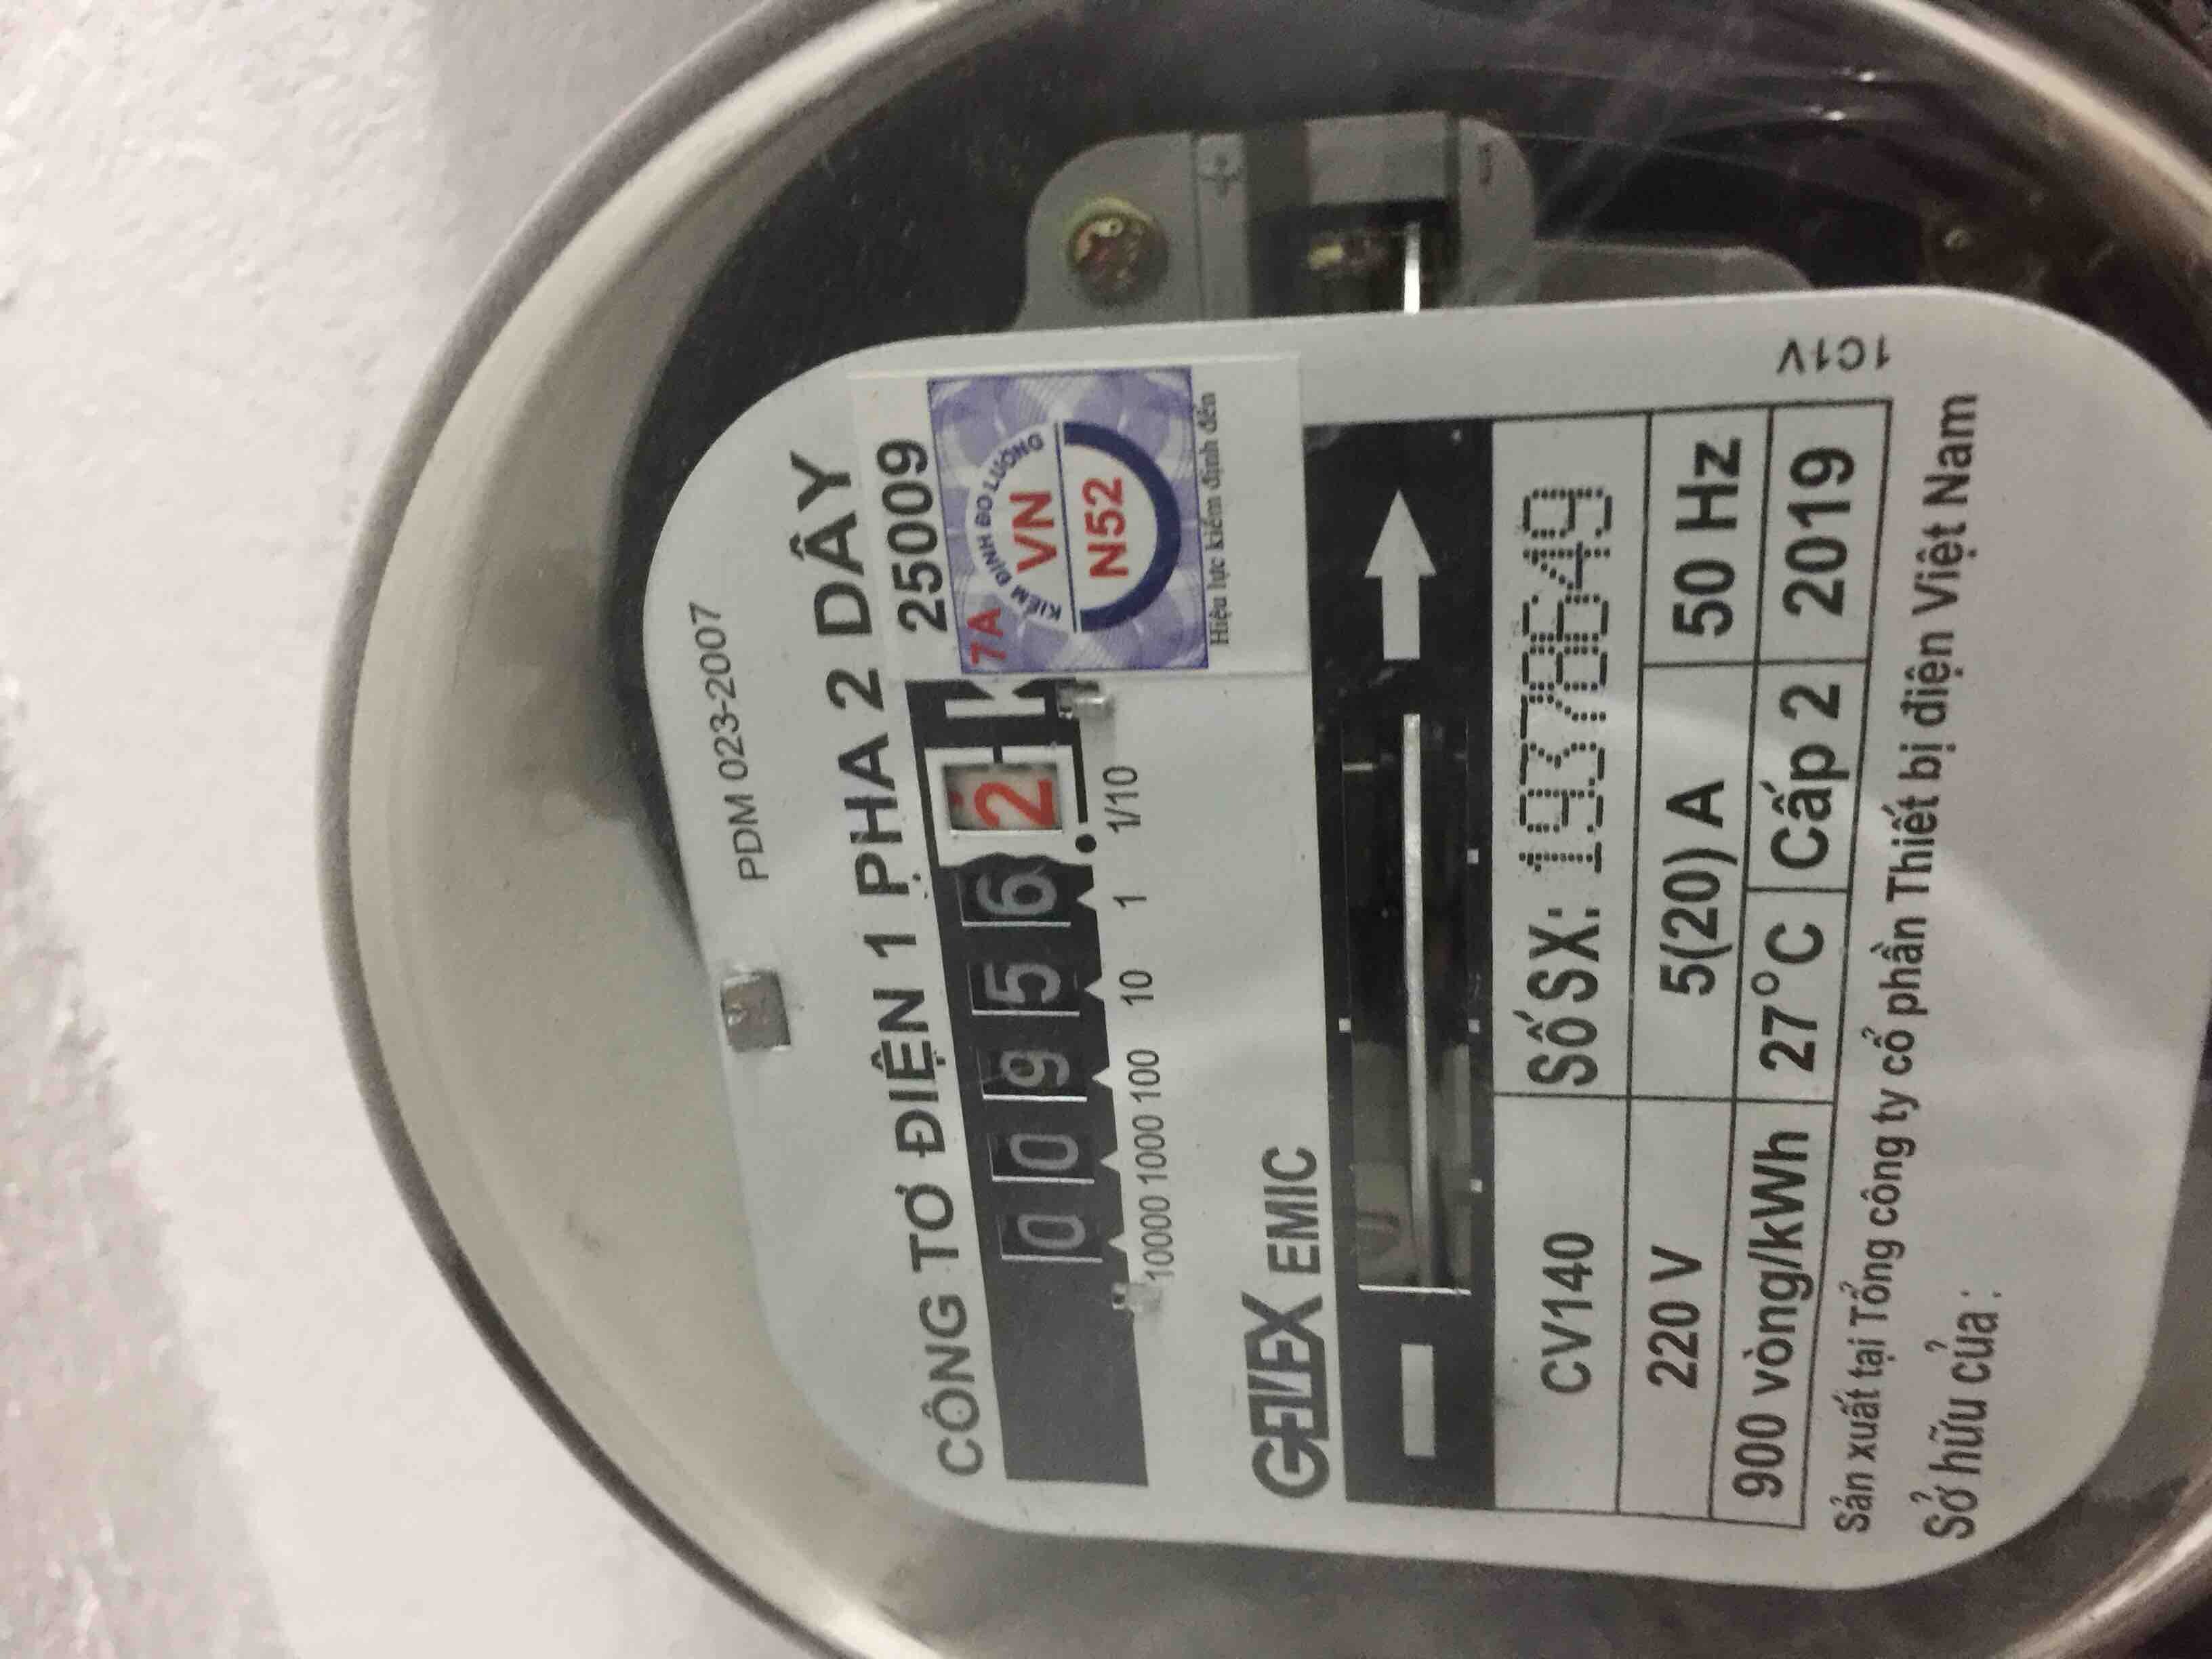 PDM 023-2007
CÔNG TƠ ĐIỆN 1 PHA 2 DÂY
25009
0 0 9 5 6 2
10000 1000 100 10 1 1/10
7A
KIỂM ĐỊNH ĐO LƯỜNG
VN
N52
Hiệu lực kiểm định đến
GELEX EMIC
CV140 Số SX: 193778649
220 V 5(20) A 50 Hz
900 vòng/kWh 27°C Cấp 2 2019
1C1V
Sản xuất tại Tổng công ty cổ phần Thiết bị điện Việt Nam
Sở hữu của :